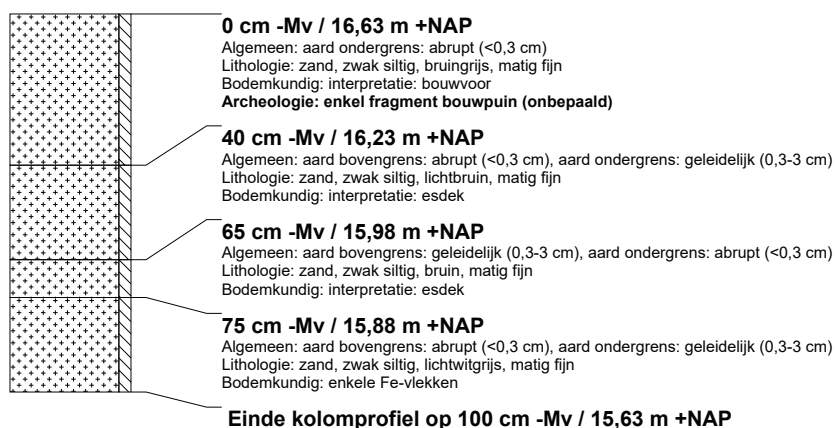 0 cm -Mv / 16,63 m +NAP
Algemeen: aard ondergrens: abrupt (<0,3 cm)
Lithologie: zand, zwak siltig, bruingrijs, matig fijn
Bodemkundig: interpretatie: bouwvoor
Archeologie: enkel fragment bouwpuin (onbepaald)
40 cm -Mv / 16,23 m +NAP
Algemeen: aard bovengrens: abrupt (<0,3 cm), aard ondergrens: geleidelijk (0,3-3 cm)
Lithologie: zand, zwak siltig, lichtbruin, matig fijn
Bodemkundig: interpretatie: esdek
65 cm -Mv / 15,98 m +NAP
Algemeen: aard bovengrens: geleidelijk (0,3-3 cm), aard ondergrens: abrupt (<0,3 cm)
Lithologie: zand, zwak siltig, bruin, matig fijn
Bodemkundig: interpretatie: esdek
75 cm -Mv / 15,88 m +NAP
Algemeen: aard bovengrens: abrupt (<0,3 cm), aard ondergrens: geleidelijk (0,3-3 cm)
Lithologie: zand, zwak siltig, lichtwitgrijs, matig fijn
Bodemkundig: enkele Fe-vlekken
Einde kolomprofiel op 100 cm -Mv / 15,63 m +NAP